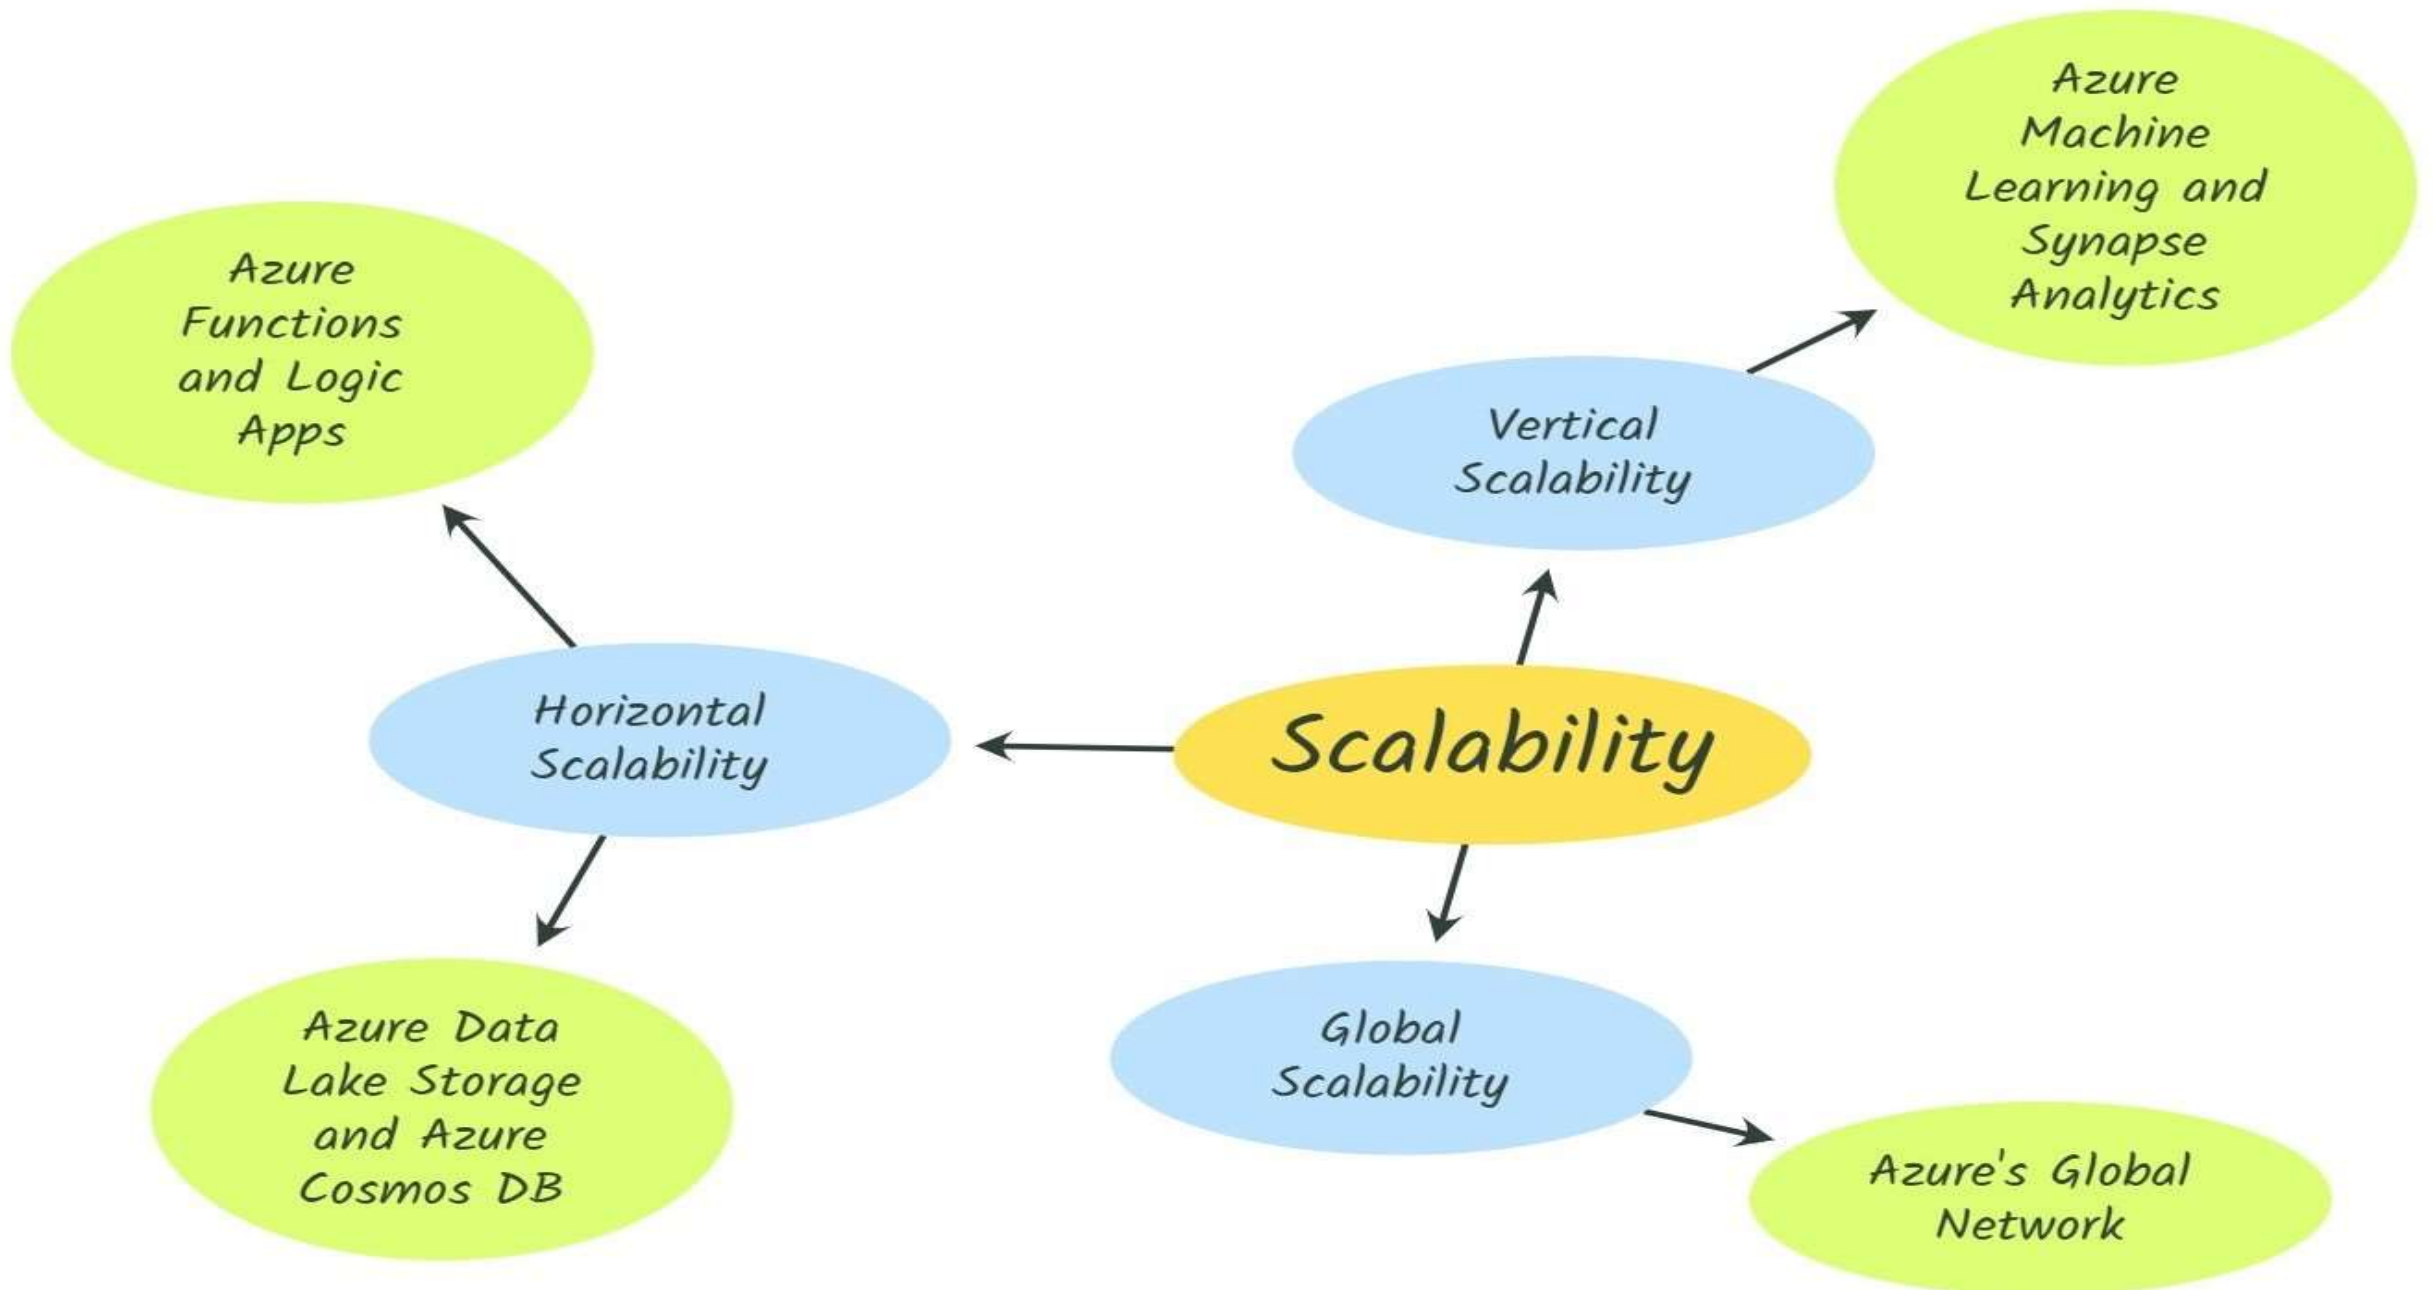 Azure
Machine
Learning and
Synapse
Analytics
Azure
Functions
and Logic
Apps
Vertical
Scalability
Horizontal
Scalability
Scalability
Azure Data
Lake Storage
and Azure
Cosmos DB
Global
Scalability
Azure's Global
Network